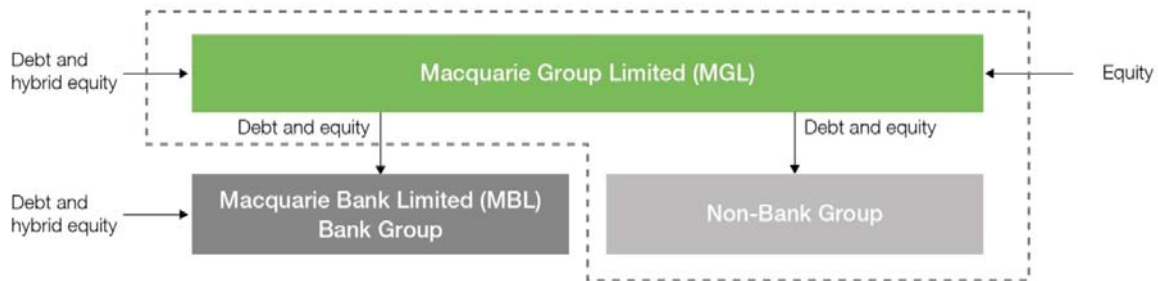 Debt and
hybrid equity
Macquarie Group Limited (MGL)
Equity
Debt and equity
Debt and equity
Debt and
hybrid equity
Macquarie Bank Limited (MBL)
Bank Group
Non-Bank Group